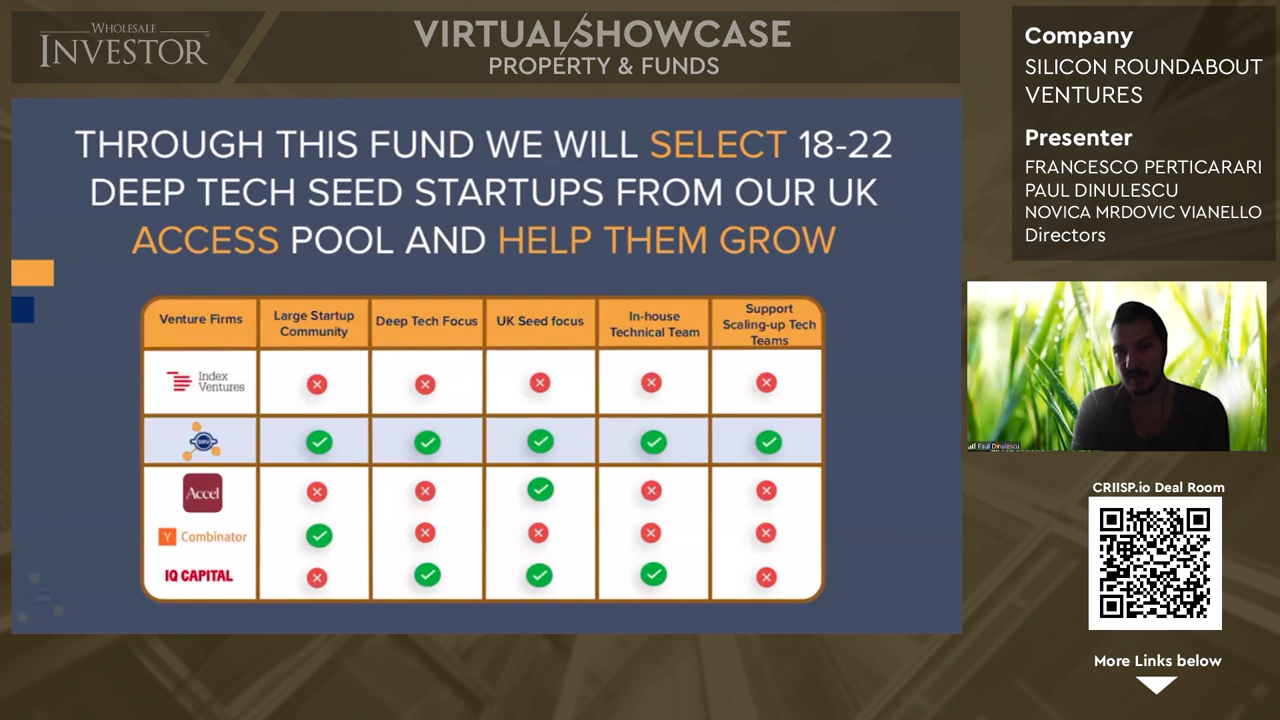 WHOLESALE
INVESTOR
VIRTUAL SHOWCASE
PROPERTY & FUNDS
Company
SILICON ROUNDABOUT
VENTURES
Presenter
FRANCESCO PERTICARARI
PAUL DINULESCU
NOVICA MRDOVIC VIANELLO
Directors
THROUGH THIS FUND WE WILL SELECT 18-22
DEEP TECH SEED STARTUPS FROM OUR UK
ACCESS POOL AND HELP THEM GROW
Venture Firms
Large Startup
Community
Deep Tech Focus
UK Seed focus
In-house
Technical Team
Support
Scaling-up Tech
Teams
Index
Ventures
SRV
Accel
Y Combinator
IQ CAPITAL
Paul Dinulescu
CRIISP.io Deal Room
More Links below